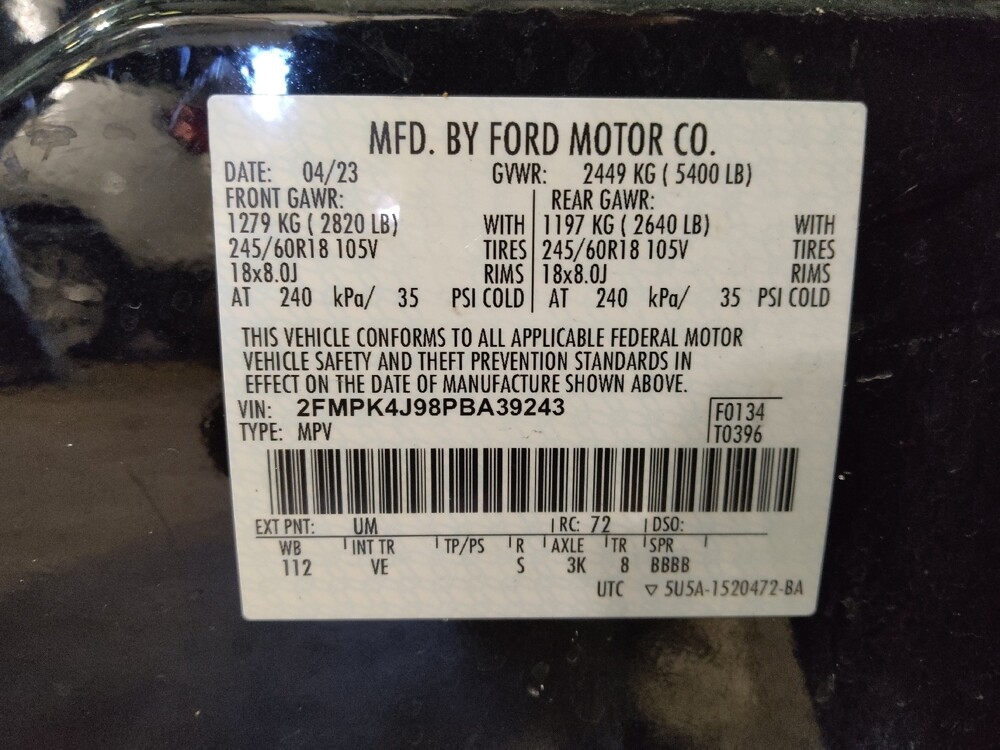 MFD. BY FORD MOTOR CO.
DATE: 04/23 GVWR: 2449 KG ( 5400 LB)
FRONT GAWR: REAR GAWR:
1279 KG ( 2820 LB) WITH 1197 KG ( 2640 LB) WITH
245/60R18 105V TIRES 245/60R18 105V TIRES
18x8.0J RIMS 18x8.0J RIMS
AT 240 kPa/ 35 PSI COLD AT 240 kPa/ 35 PSI COLD
THIS VEHICLE CONFORMS TO ALL APPLICABLE FEDERAL MOTOR
VEHICLE SAFETY AND THEFT PREVENTION STANDARDS IN
EFFECT ON THE DATE OF MANUFACTURE SHOWN ABOVE.
VIN: 2FMPK4J98PBA39243 F0134
TYPE: MPV T0396
EXT PNT: UM RC: 72 DSO:
WB INT TR TP/PS R AXLE TR SPR
112 VE S 3K 8 BBBB
UTC ▽ 5U5A-1520472-BA